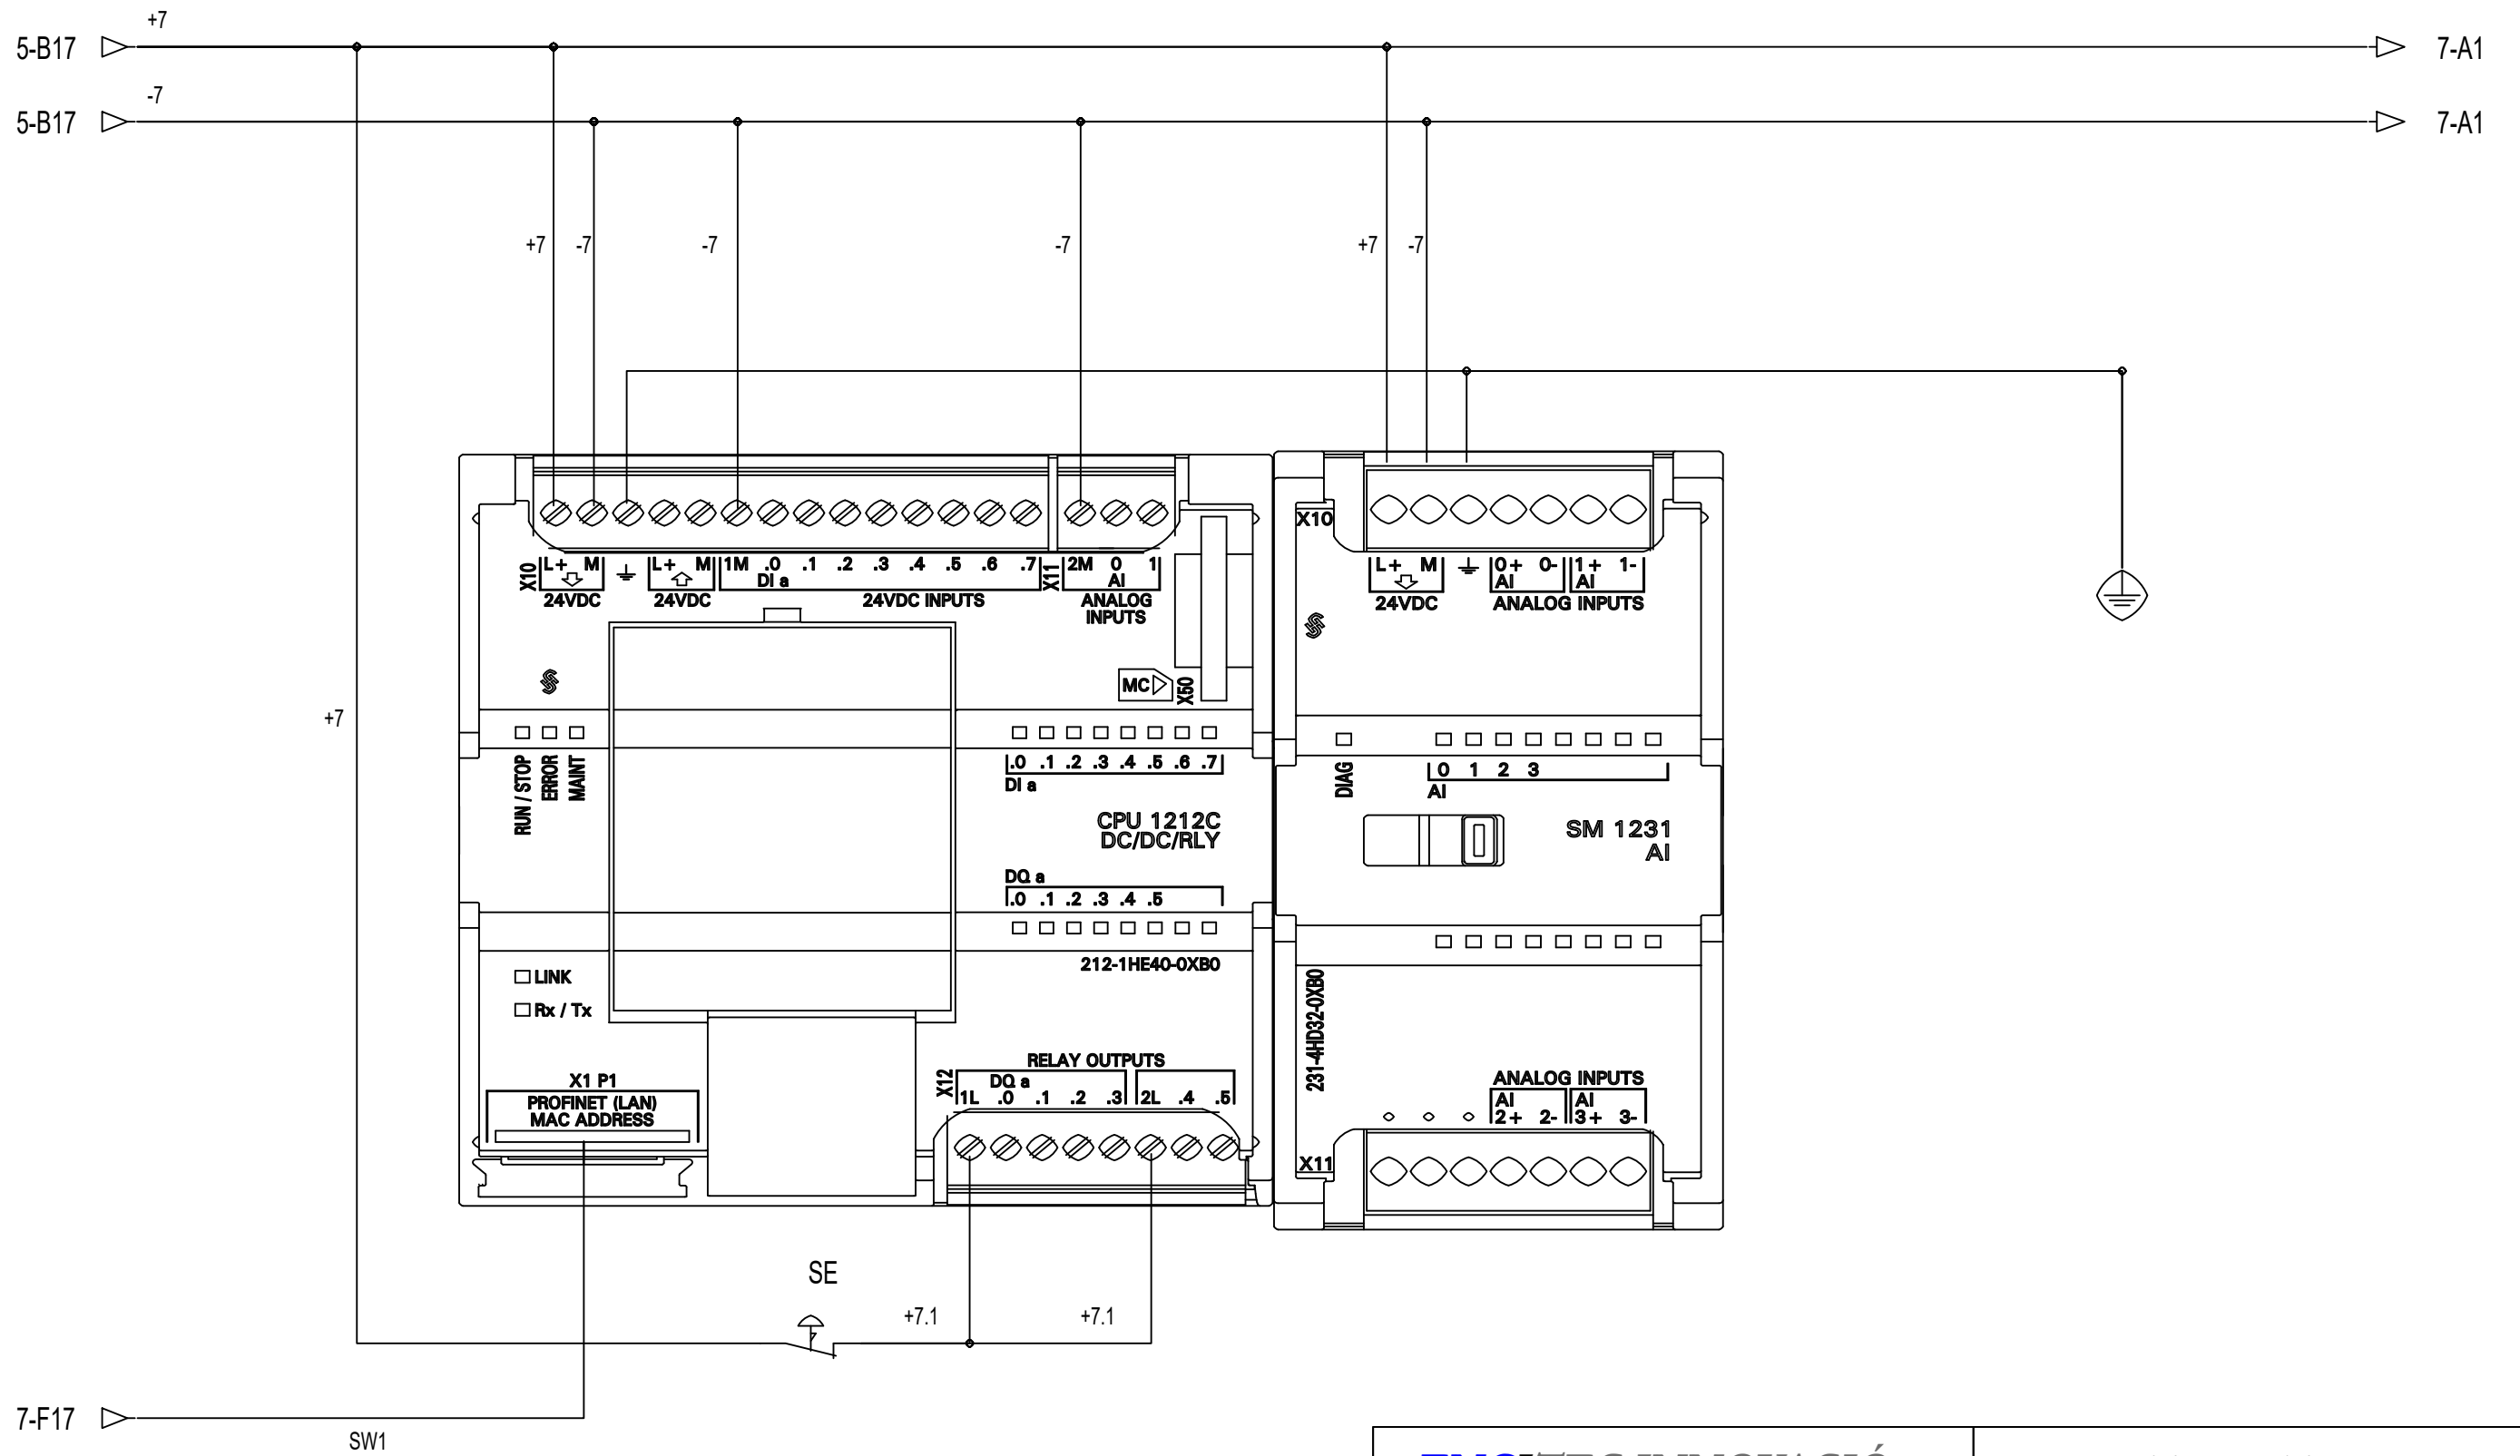 +7
5-B17 7-A1
-7
5-B17 7-A1
+7 -7 -7 -7 +7 -7
X10 L+ M L+ M 1M .0 .1 .2 .3 .4 .5 .6 .7 X11 2M 0 1
DI a AI
24VDC 24VDC 24VDC INPUTS ANALOG
INPUTS
X10
L+ M 0+ 0- 1+ 1-
AI AI
24VDC ANALOG INPUTS
MC X50
+7
RUN / STOP
ERROR
MAINT
.0 .1 .2 .3 .4 .5 .6 .7
DI a
DIAG
0 1 2 3
AI
CPU 1212C
DC/DC/RLY
SM 1231
AI
DQ a
.0 .1 .2 .3 .4 .5
212-1HE40-0XB0
231-4HD32-0XB0
LINK
Rx / Tx
RELAY OUTPUTS
X12 DQ a
1L .0 .1 .2 .3 2L .4 .5
X1 P1
PROFINET (LAN)
MAC ADDRESS
ANALOG INPUTS
AI AI
2+ 2- 3+ 3-
X11
SE
+7.1 +7.1
7-F17
SW1